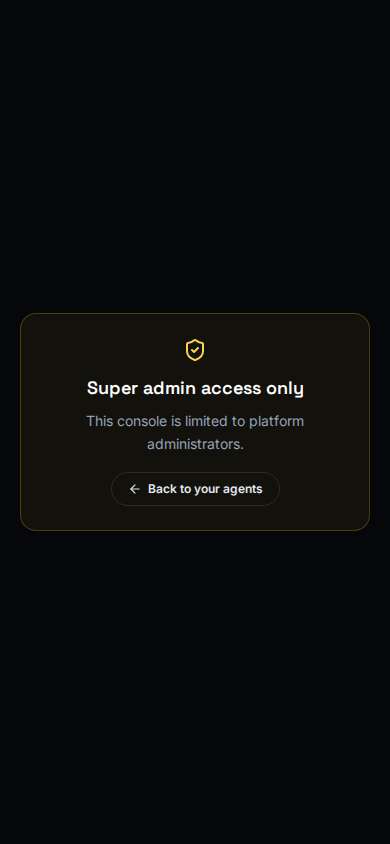 Super admin access only
This console is limited to platform
administrators.
Back to your agents